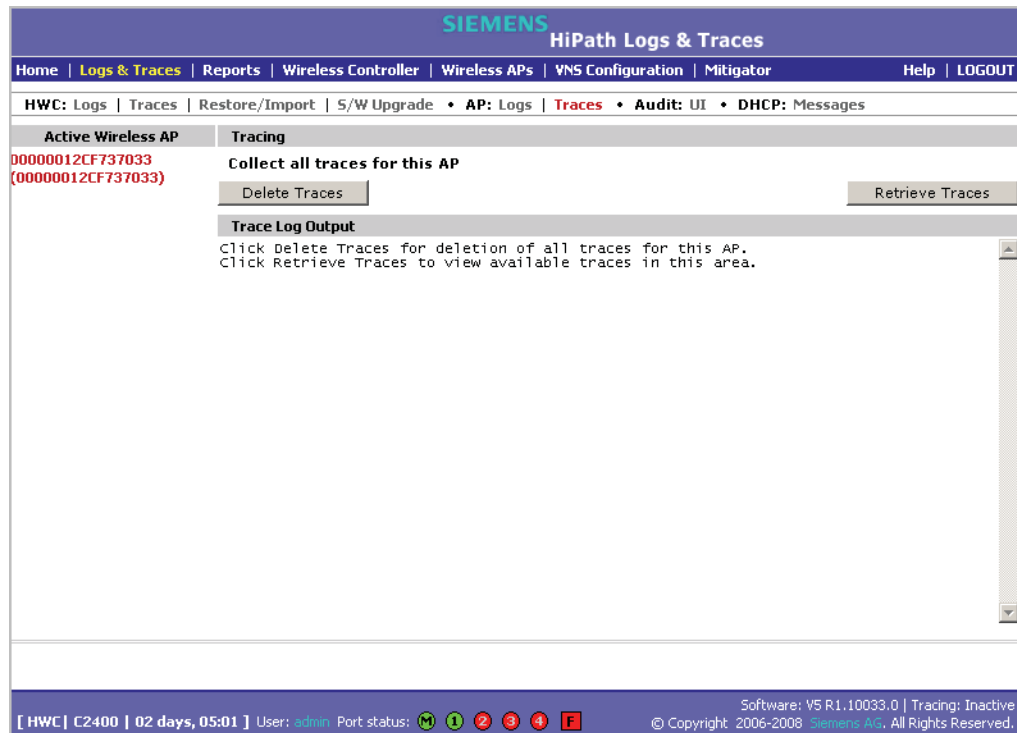 SIEMENS
HiPath Logs & Traces
Home | Logs & Traces | Reports | Wireless Controller | Wireless APs | VNS Configuration | Mitigator Help | LOGOUT
HWC: Logs | Traces | Restore/Import | S/W Upgrade • AP: Logs | Traces • Audit: UI • DHCP: Messages
Active Wireless AP Tracing
00000012CF737033
(00000012CF737033)
Collect all traces for this AP
Delete Traces Retrieve Traces
Trace Log Output
Click Delete Traces for deletion of all traces for this AP.
Click Retrieve Traces to view available traces in this area.
Software: V5 R1.10033.0 | Tracing: Inactive
[ HWC| C2400 | 02 days, 05:01 ] User: admin Port status: M 1 2 3 4 F © Copyright 2006-2008 Siemens AG. All Rights Reserved.